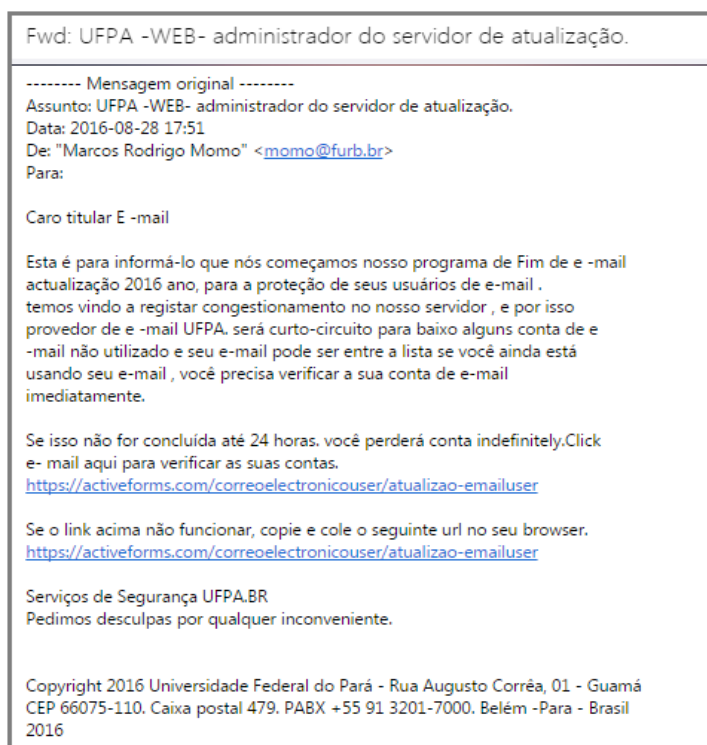 Fwd: UFPA -WEB- administrador do servidor de atualização.
-------- Mensagem original --------
Assunto: UFPA -WEB- administrador do servidor de atualização.
Data: 2016-08-28 17:51
De: "Marcos Rodrigo Momo" <momo@furb.br>
Para:
Caro titular E -mail
Esta é para informá-lo que nós começamos nosso programa de Fim de e -mail
actualização 2016 ano, para a proteção de seus usuários de e-mail .
temos vindo a registar congestionamento no nosso servidor , e por isso
provedor de e -mail UFPA. será curto-circuito para baixo alguns conta de e
-mail não utilizado e seu e-mail pode ser entre a lista se você ainda está
usando seu e-mail , você precisa verificar a sua conta de e-mail
imediatamente.
Se isso não for concluída até 24 horas. você perderá conta indefinitely.Click
e- mail aqui para verificar as suas contas.
https://activeforms.com/correoelectronicouser/atualizao-emailuser
Se o link acima não funcionar, copie e cole o seguinte url no seu browser.
https://activeforms.com/correoelectronicouser/atualizao-emailuser
Serviços de Segurança UFPA.BR
Pedimos desculpas por qualquer inconveniente.
Copyright 2016 Universidade Federal do Pará - Rua Augusto Corrêa, 01 - Guamá
CEP 66075-110. Caixa postal 479. PABX +55 91 3201-7000. Belém -Para - Brasil
2016